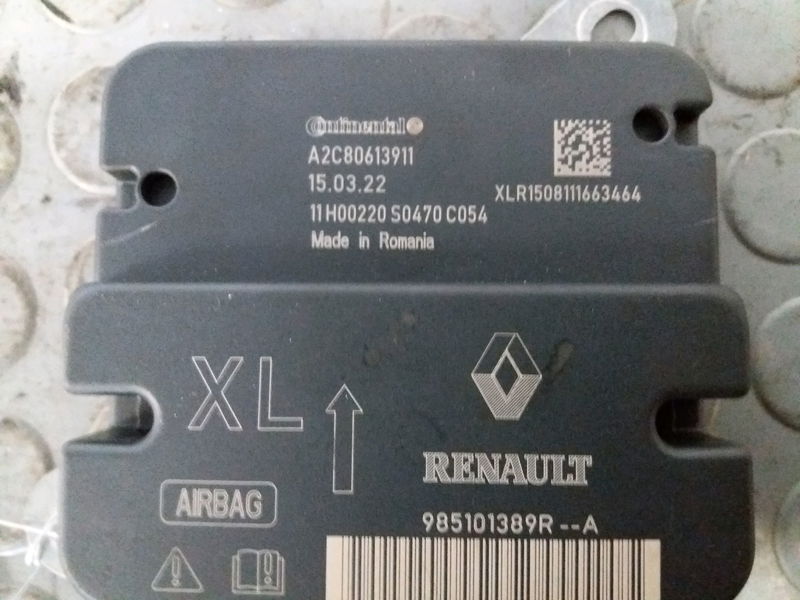 Continental
A2C80613911
15.03.22
XLR1508111663464
11H00220 S0470 C054
Made in Romania
XL
RENAULT
AIRBAG
985101389R--A